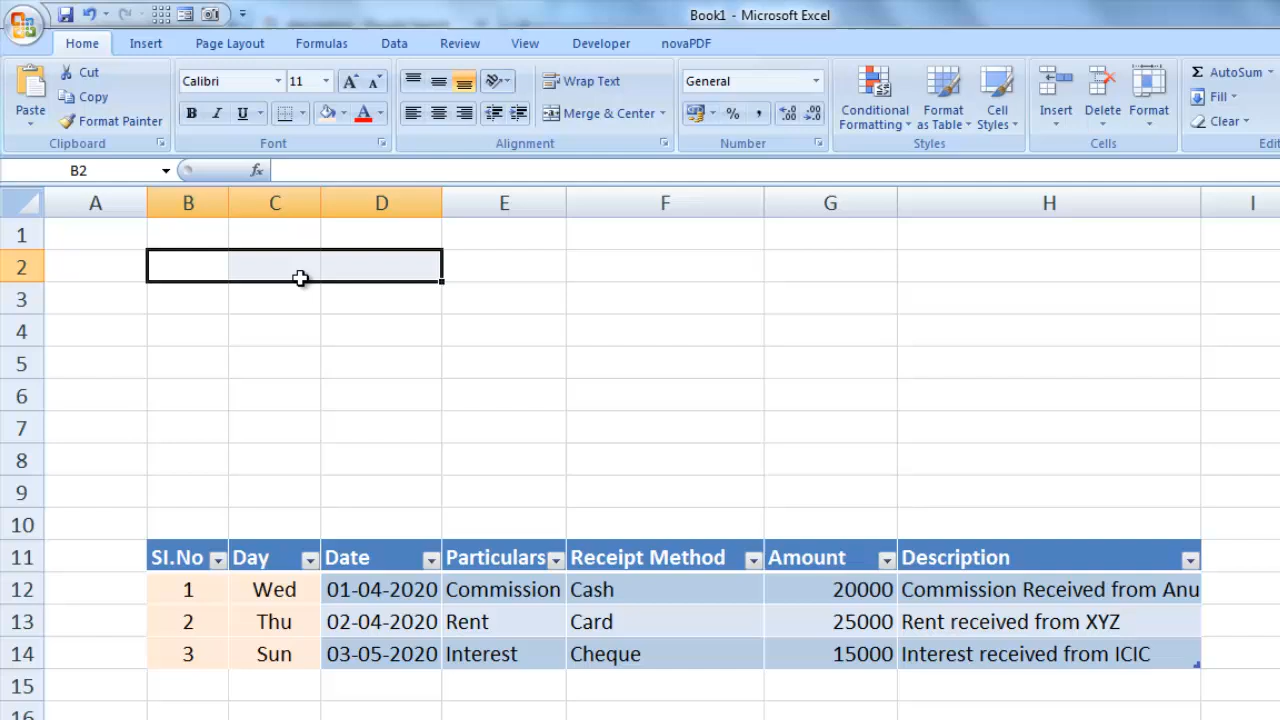 Book1 - Microsoft Excel
Home Insert Page Layout Formulas Data Review View Developer novaPDF
Paste
Cut
Copy
Format Painter
Clipboard
Calibri 11
B I U
Font
Wrap Text
Merge & Center
Alignment
General
%
Number
Conditional Formatting
Format as Table
Cell Styles
Styles
Insert Delete Format
Cells
Σ AutoSum
Fill
Clear
B2 fx
A B C D E F G H I
1
2
3
4
5
6
7
8
9
10
11 SI.No Day Date Particulars Receipt Method Amount Description
12 1 Wed 01-04-2020 Commission Cash 20000 Commission Received from Anu
13 2 Thu 02-04-2020 Rent Card 25000 Rent received from XYZ
14 3 Sun 03-05-2020 Interest Cheque 15000 Interest received from ICIC
15
16